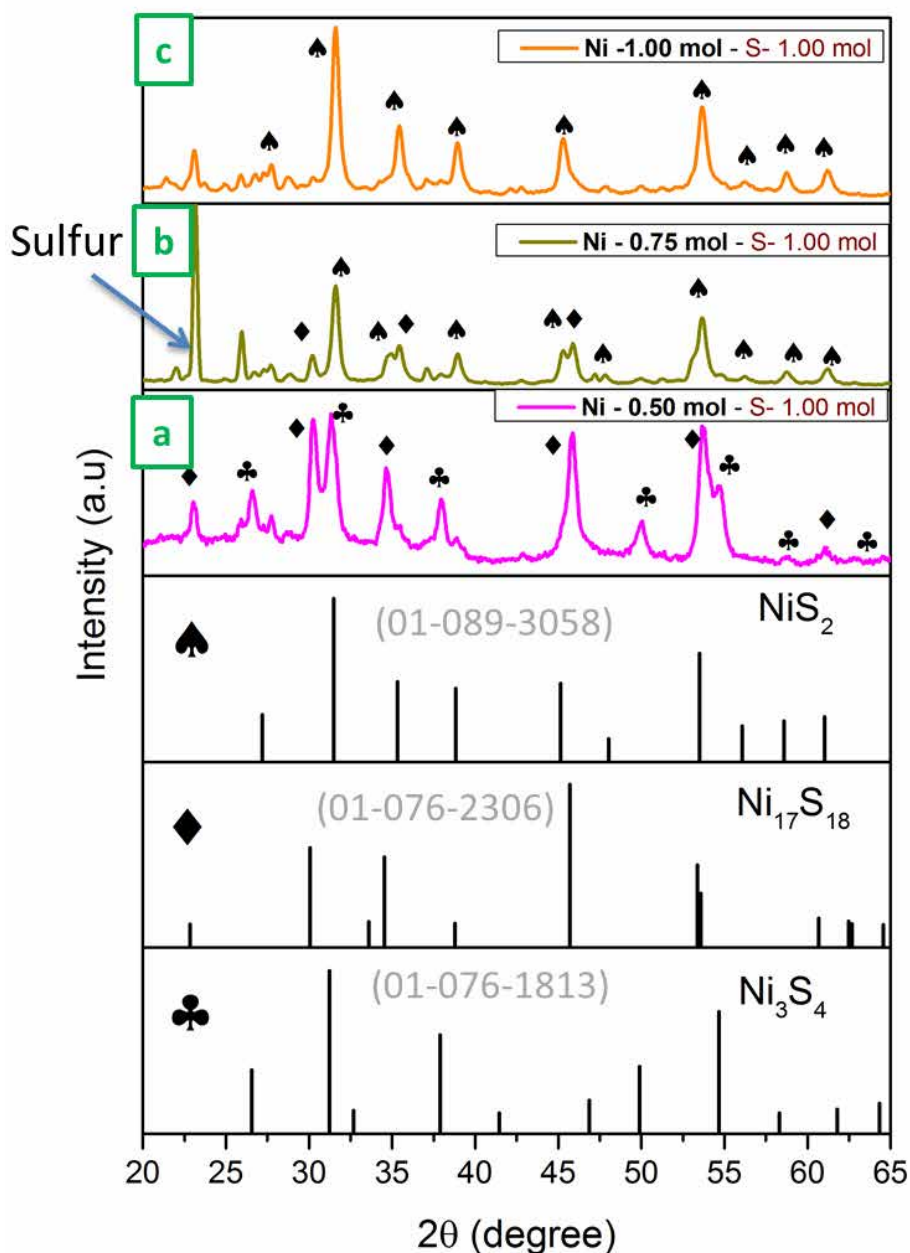 c
♠ Ni -1.00 mol - S- 1.00 mol
Sulfur
b
Ni - 0.75 mol - S- 1.00 mol
a
Ni - 0.50 mol - S- 1.00 mol
Intensity (a.u)
(01-089-3058)
NiS₂
(01-076-2306)
Ni₁₇S₁₈
(01-076-1813)
Ni₃S₄
20 25 30 35 40 45 50 55 60 65
2θ (degree)